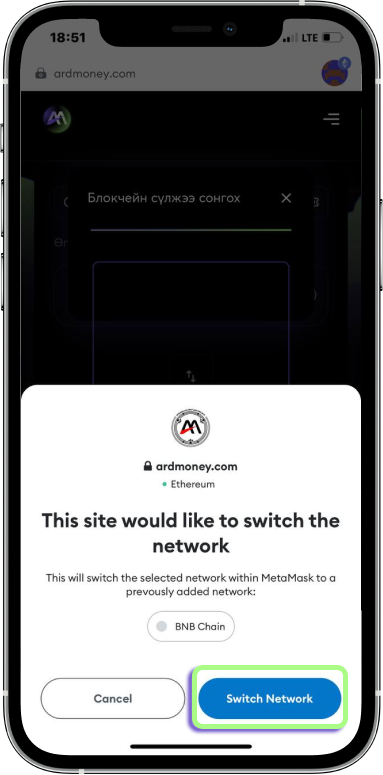 18:51
LTE
ardmoney.com
Блокчейн сүлжээ сонгох
ardmoney.com
Ethereum
This site would like to switch the
network
This will switch the selected network within MetaMask to a
prevously added network:
BNB Chain
Cancel
Switch Network